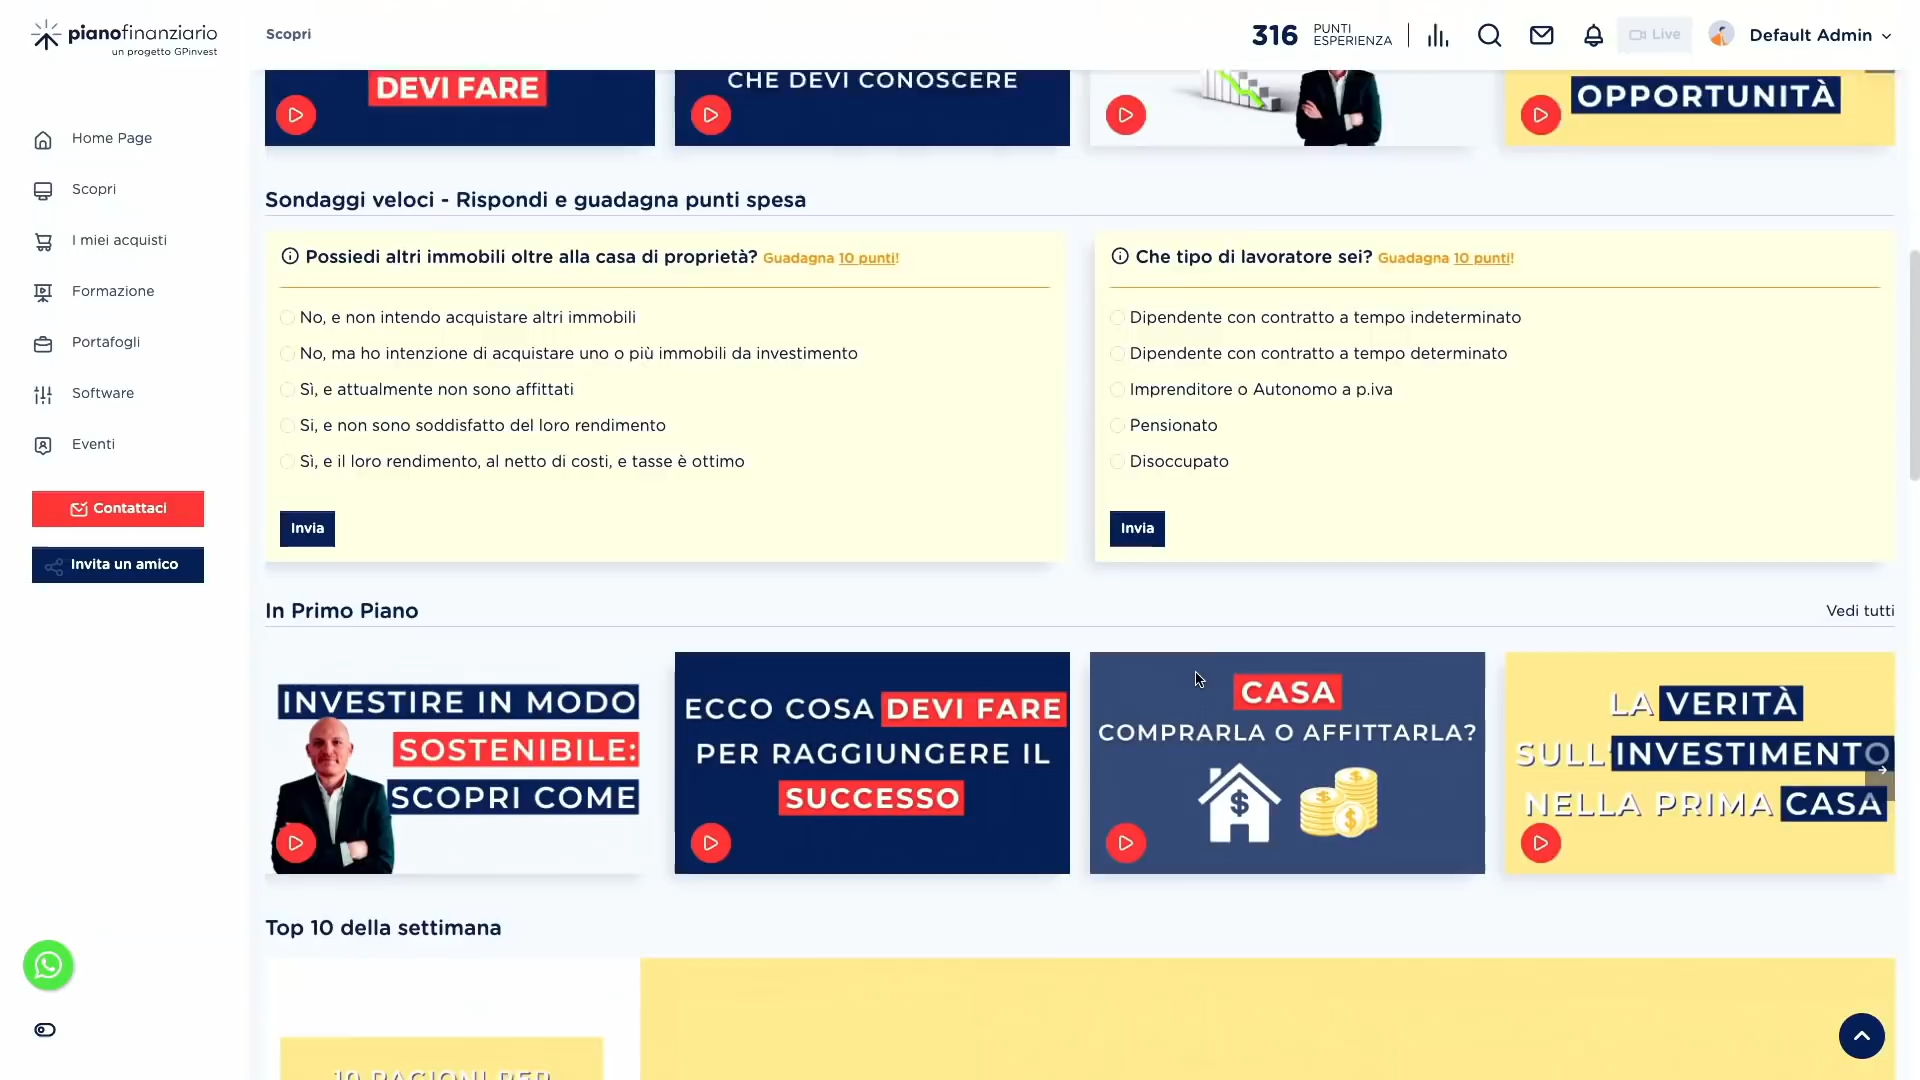 pianofinanziario
un progetto GPinvest
Scopri
316 PUNTI ESPERIENZA
Live
Default Admin
Home Page
Scopri
I miei acquisti
Formazione
Portafogli
Software
Eventi
Contattaci
Invita un amico
DEVI FARE
CHE DEVI CONOSCERE
OPPORTUNITÀ
Sondaggi veloci - Rispondi e guadagna punti spesa
Possiedi altri immobili oltre alla casa di proprietà? Guadagna 10 punti!
No, e non intendo acquistare altri immobili
No, ma ho intenzione di acquistare uno o più immobili da investimento
Sì, e attualmente non sono affittati
Si, e non sono soddisfatto del loro rendimento
Sì, e il loro rendimento, al netto di costi, e tasse è ottimo
Invia
Che tipo di lavoratore sei? Guadagna 10 punti!
Dipendente con contratto a tempo indeterminato
Dipendente con contratto a tempo determinato
Imprenditore o Autonomo a p.iva
Pensionato
Disoccupato
Invia
In Primo Piano
Vedi tutti
INVESTIRE IN MODO
SOSTENIBILE:
SCOPRI COME
ECCO COSA DEVI FARE
PER RAGGIUNGERE IL
SUCCESSO
CASA
COMPRARLA O AFFITTARLA?
LA VERITÀ
SULL'INVESTIMENTO
NELLA PRIMA CASA
Top 10 della settimana
10 RAGIONI PER